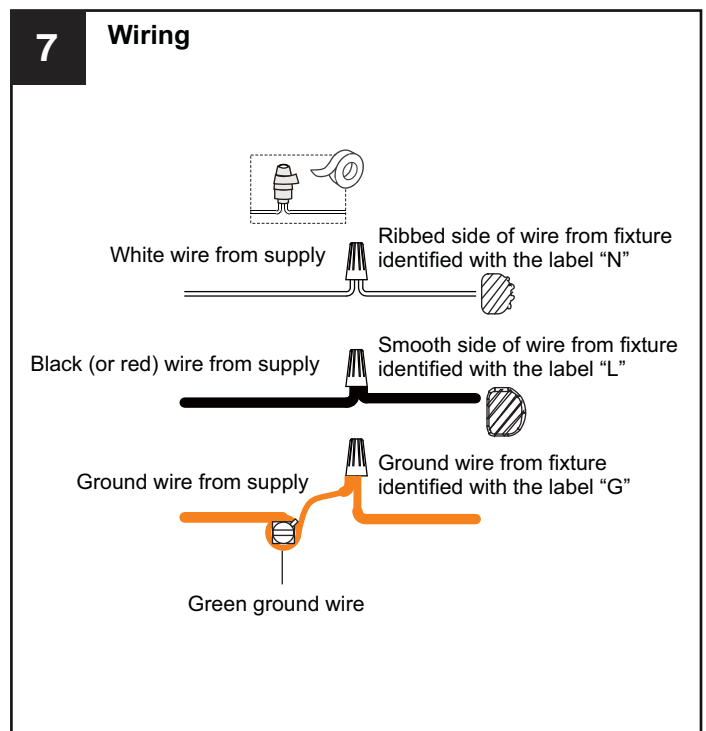 7
Wiring
White wire from supply
Ribbed side of wire from fixture
identified with the label “N”
Black (or red) wire from supply
Smooth side of wire from fixture
identified with the label “L”
Ground wire from supply
Ground wire from fixture
identified with the label “G”
Green ground wire